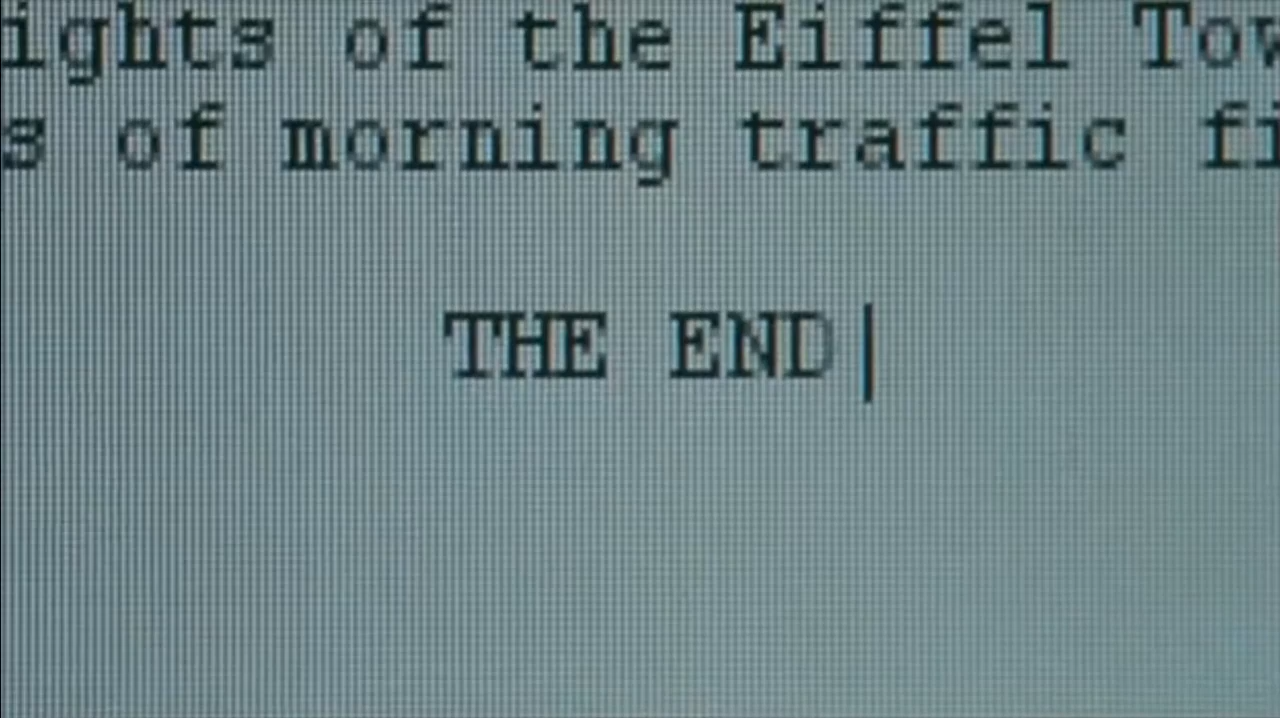 ights of the Eiffel Tow
s of morning traffic fi
THE END